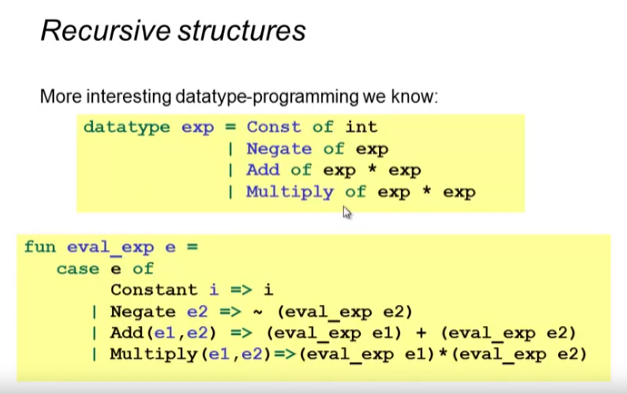 Recursive structures
More interesting datatype-programming we know:
datatype exp = Const of int
| Negate of exp
| Add of exp * exp
| Multiply of exp * exp
fun eval_exp e =
case e of
Constant i => i
| Negate e2 => ~ (eval_exp e2)
| Add(e1,e2) => (eval_exp e1) + (eval_exp e2)
| Multiply(e1,e2)=>(eval_exp e1)*(eval_exp e2)